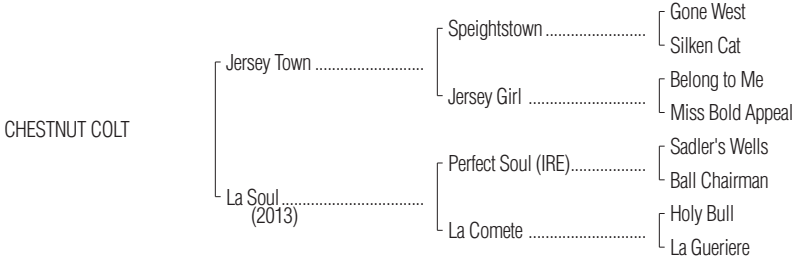 Gone West
Speightstown ........................
Silken Cat
Jersey Town ..........................
Belong to Me
Jersey Girl ............................
Miss Bold Appeal
CHESTNUT COLT
Sadler's Wells
Perfect Soul (IRE)..................
Ball Chairman
La Soul ..................................
(2013)
Holy Bull
La Comete ............................
La Gueriere